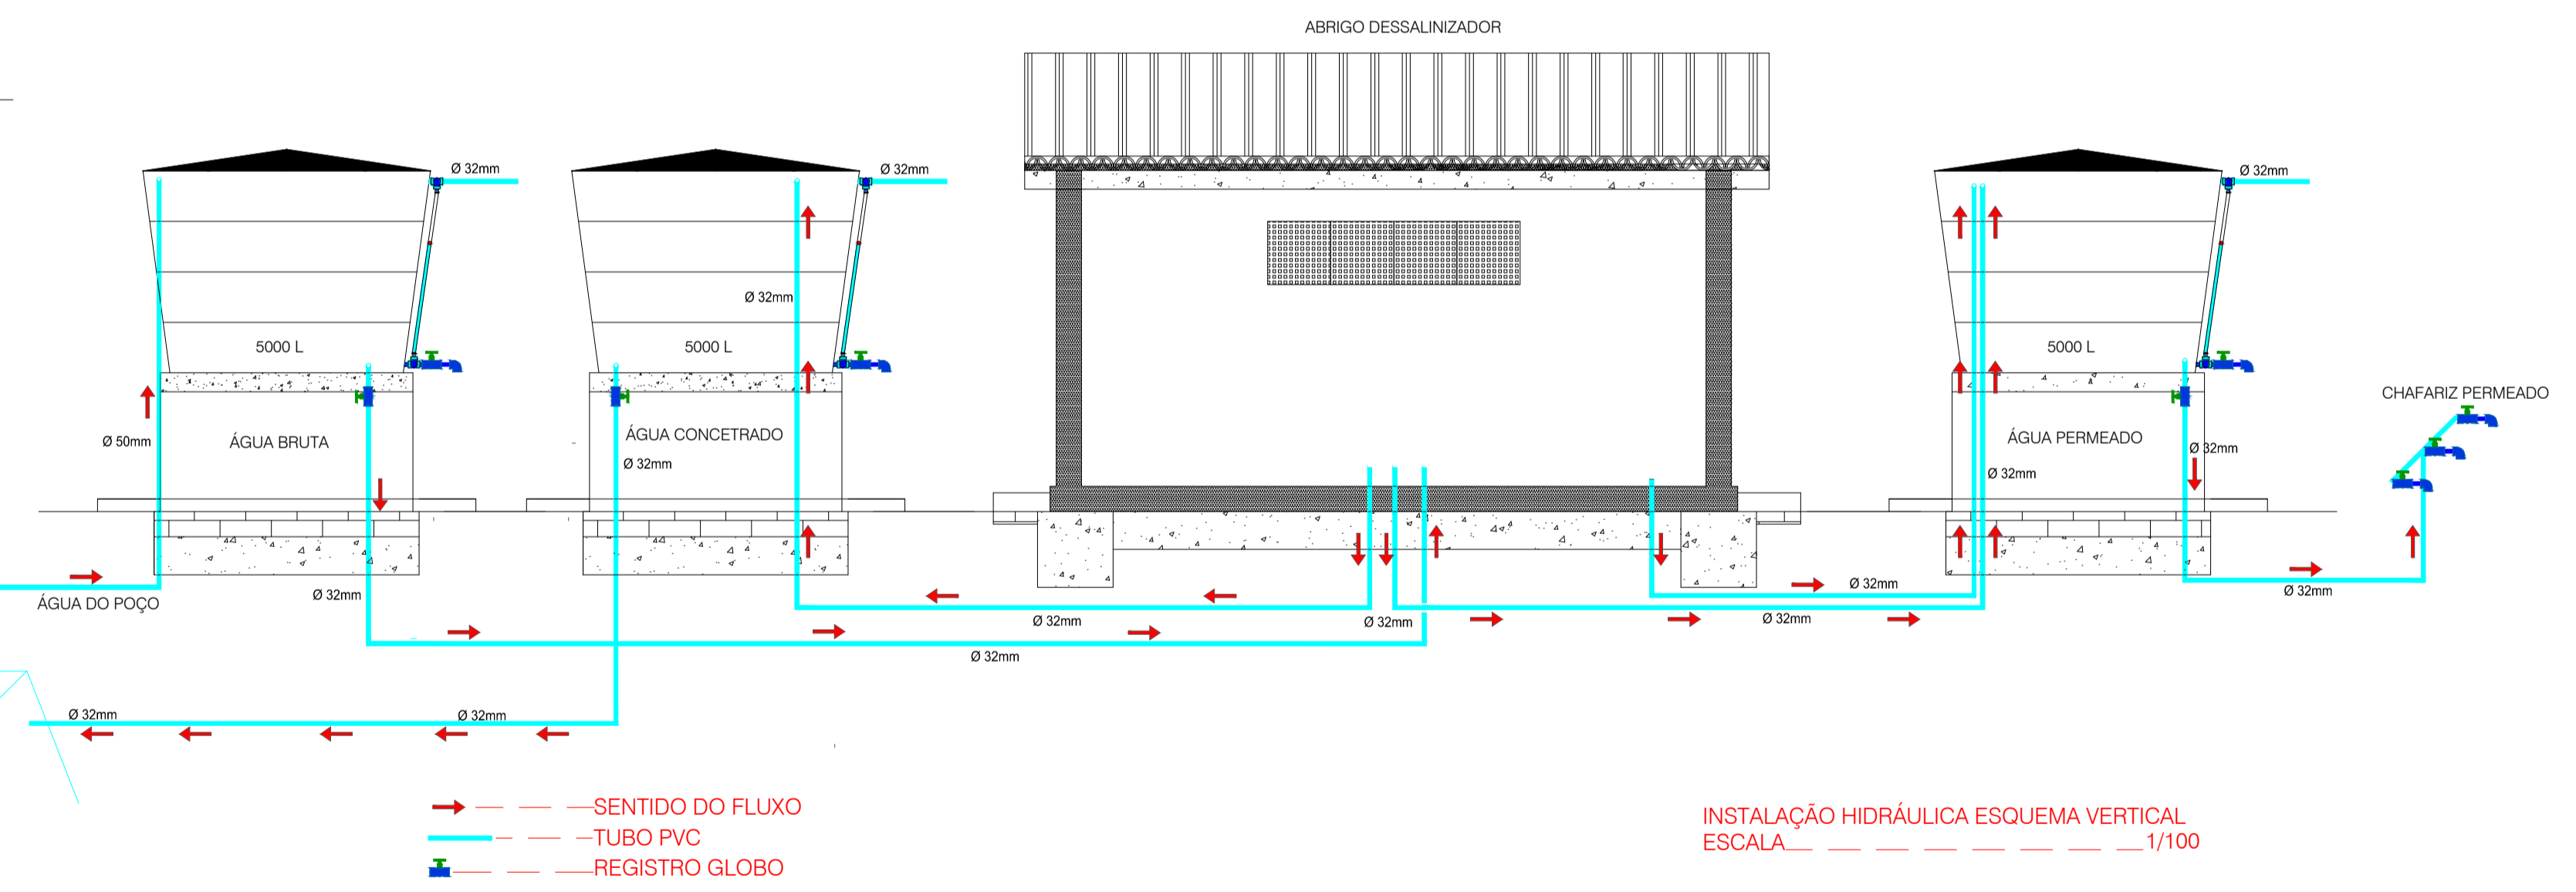 ABRIGO DESSALINIZADOR
Ø 32mm
Ø 32mm
Ø 32mm
Ø 32mm
5000 L
5000 L
5000 L
CHAFARIZ PERMEADO
Ø 50mm
ÁGUA BRUTA
ÁGUA CONCETRADO
ÁGUA PERMEADO
Ø 32mm
Ø 32mm
Ø 32mm
ÁGUA DO POÇO
Ø 32mm
Ø 32mm
Ø 32mm
Ø 32mm
Ø 32mm
Ø 32mm
Ø 32mm
Ø 32mm
Ø 32mm
SENTIDO DO FLUXO
TUBO PVC
REGISTRO GLOBO
INSTALAÇÃO HIDRÁULICA ESQUEMA VERTICAL
ESCALA 1/100